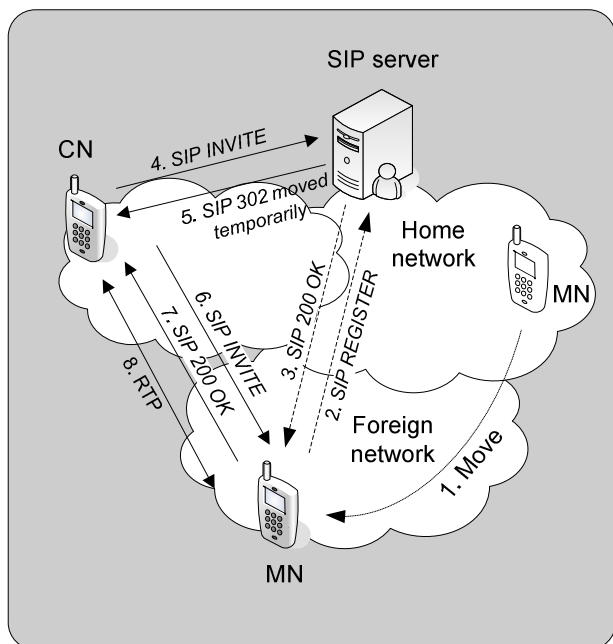 SIP server
CN
4. SIP INVITE
5. SIP 302 moved
temporarily
Home
network
MN
6. SIP INVITE
7. SIP 200 OK
8. RTP
3. SIP 200 OK
2. SIP REGISTER
Foreign
network
1. Move
MN